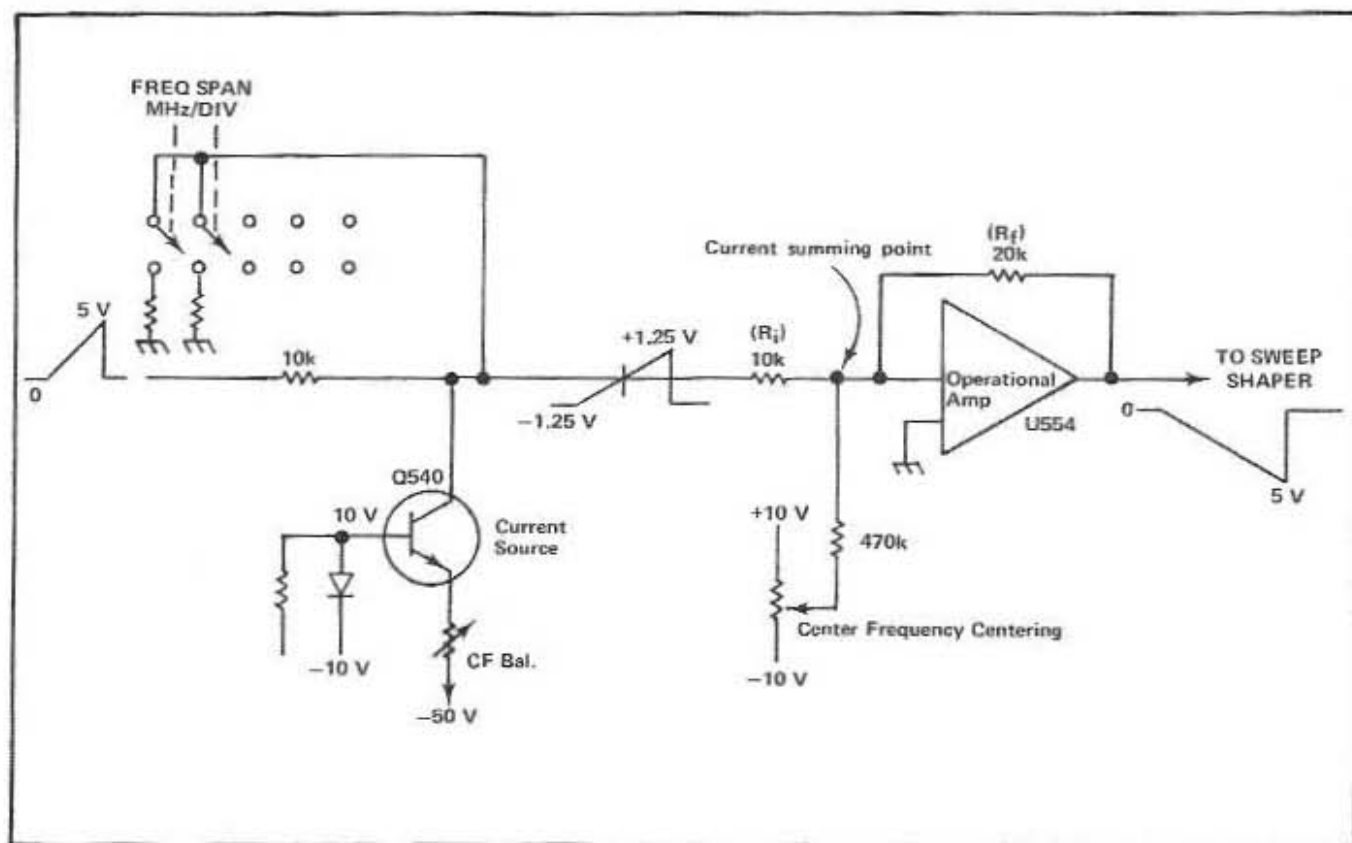 FREQ SPAN
MHz/DIV
Current summing point
(Rf)
20k
5 V
+1.25 V
(Ri)
10k
10k
0
−1.25 V
Operational
Amp
U554
TO SWEEP
SHAPER
0
5 V
Q540
10 V
Current
Source
+10 V
470k
−10 V
CF Bal.
−50 V
Center Frequency Centering
−10 V